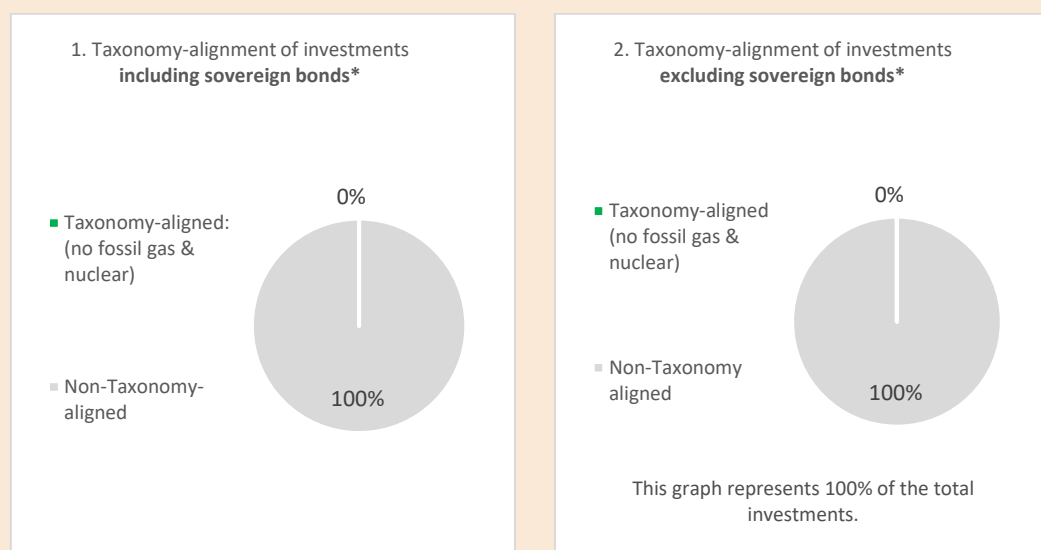 1. Taxonomy-alignment of investments
including sovereign bonds*
0%
Taxonomy-aligned:
(no fossil gas &
nuclear)
Non-Taxonomy-
aligned
100%
2. Taxonomy-alignment of investments
excluding sovereign bonds*
0%
Taxonomy-aligned
(no fossil gas &
nuclear)
Non-Taxonomy
aligned
100%
This graph represents 100% of the total
investments.